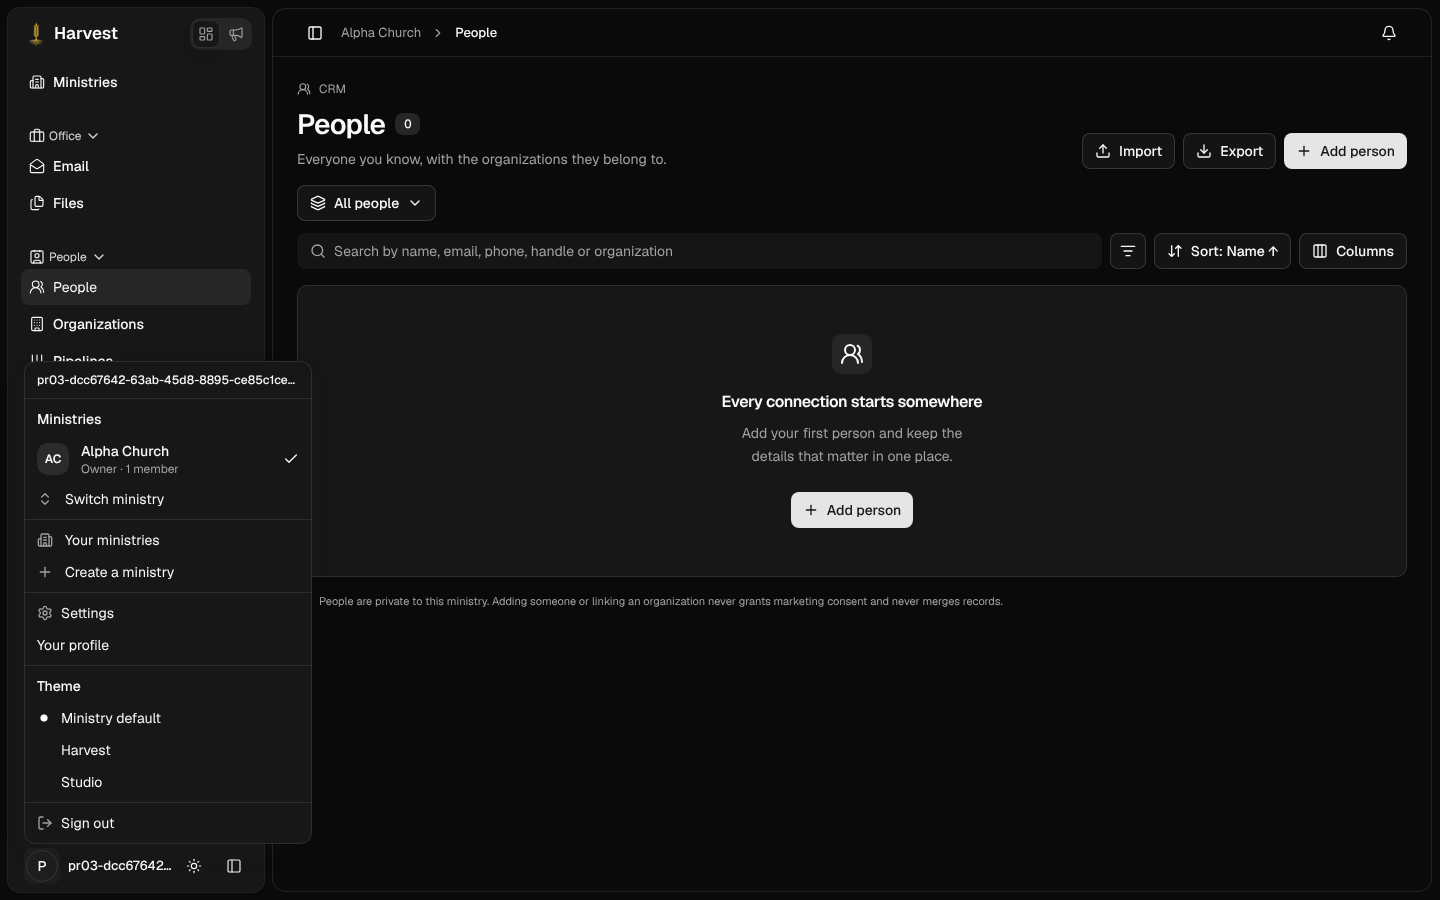 Harvest
Ministries
Office
Email
Files
People
People
Organizations
Pipelines
pr03-dcc67642-63ab-45d8-8895-ce85c1ce...
Ministries
AC
Alpha Church
Owner · 1 member
Switch ministry
Your ministries
Create a ministry
Settings
Your profile
Theme
Ministry default
Harvest
Studio
Sign out
P
pr03-dcc67642...
Alpha Church > People
CRM
People 0
Everyone you know, with the organizations they belong to.
Import
Export
Add person
All people
Search by name, email, phone, handle or organization
Sort: Name ↑
Columns
Every connection starts somewhere
Add your first person and keep the
details that matter in one place.
Add person
People are private to this ministry. Adding someone or linking an organization never grants marketing consent and never merges records.